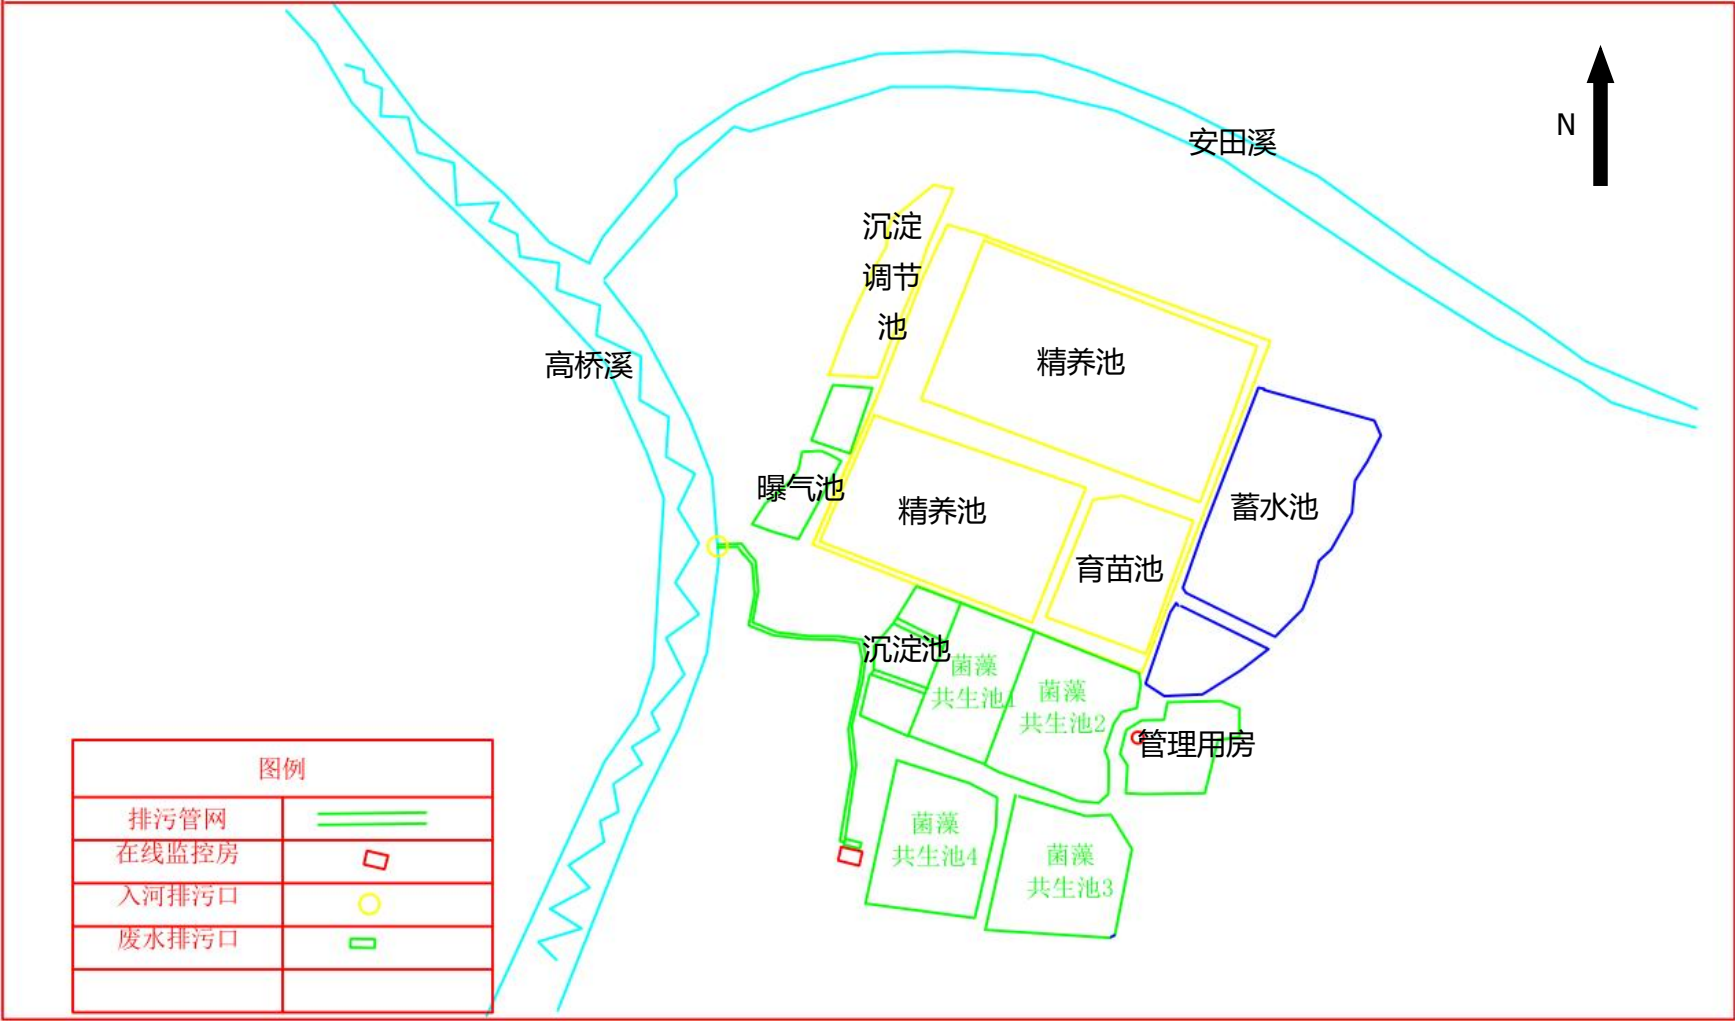 安田溪
N
沉淀
调节
池
高桥溪
精养池
曝气池
精养池
蓄水池
育苗池
沉淀池
菌藻
共生池1
菌藻
共生池2
管理用房
菌藻
共生池4
菌藻
共生池3
图例
排污管网
在线监控房
入河排污口
废水排污口